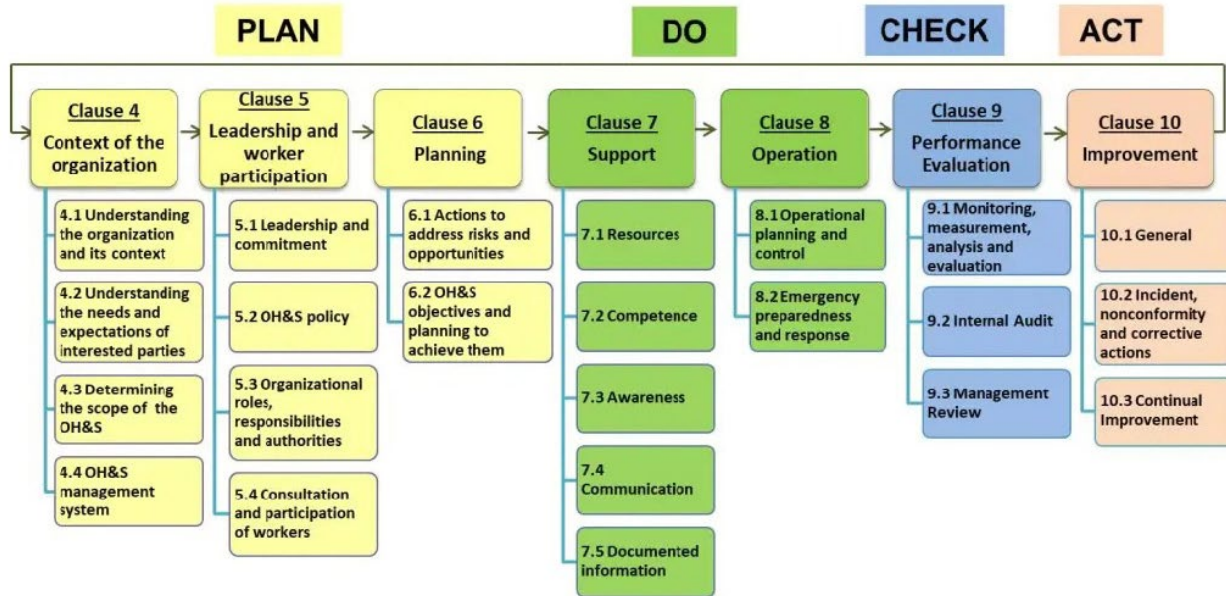 PLAN
DO
CHECK
ACT
Clause 4
Context of the
organization
Clause 5
Leadership and
worker
participation
Clause 6
Planning
Clause 7
Support
Clause 8
Operation
Clause 9
Performance
Evaluation
Clause 10
Improvement
4.1 Understanding
the organization
and its context
4.2 Understanding
the needs and
expectations of
interested parties
4.3 Determining
the scope of the
OH&S
4.4 OH&S
management
system
5.1 Leadership and
commitment
5.2 OH&S policy
5.3 Organizational
roles,
responsibilities
and authorities
5.4 Consultation
and participation
of workers
6.1 Actions to
address risks and
opportunities
6.2 OH&S
objectives and
planning to
achieve them
7.1 Resources
7.2 Competence
7.3 Awareness
7.4
Communication
7.5 Documented
information
8.1 Operational
planning and
control
8.2 Emergency
preparedness
and response
9.1 Monitoring,
measurement,
analysis and
evaluation
9.2 Internal Audit
9.3 Management
Review
10.1 General
10.2 Incident,
nonconformity
and corrective
actions
10.3 Continual
Improvement